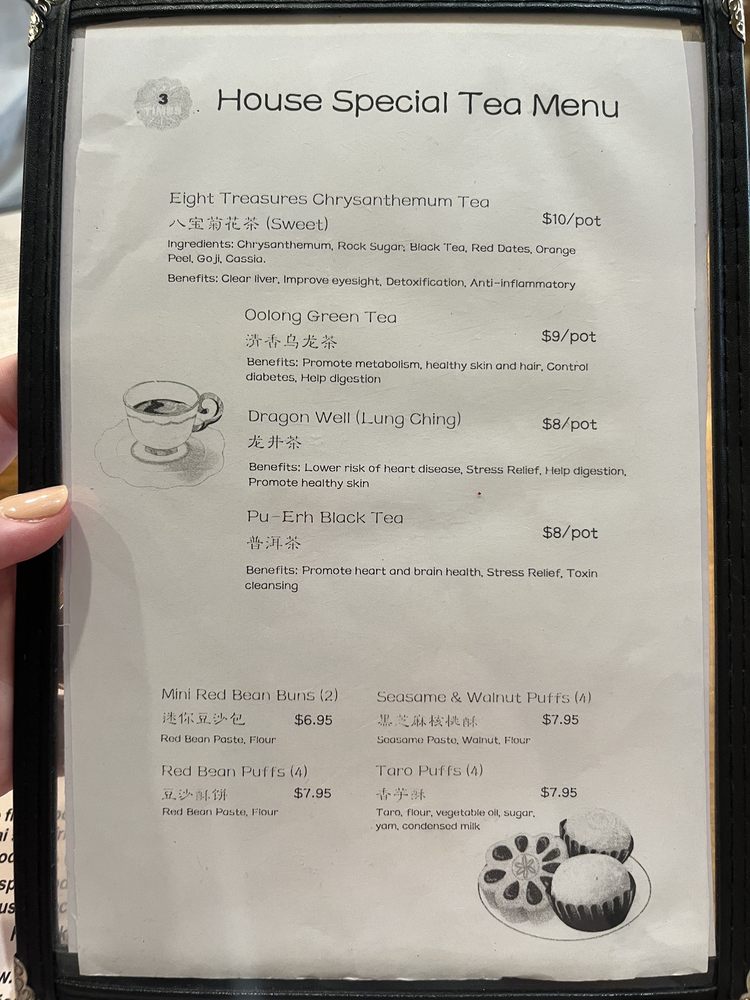 3
TIMES
House Special Tea Menu
Eight Treasures Chrysanthemum Tea
八宝菊花茶 (Sweet)
$10/pot
Ingredients: Chrysanthemum, Rock Sugar, Black Tea, Red Dates, Orange
Peel, Goji, Cassia.
Benefits: Clear liver, Improve eyesight, Detoxification, Anti-inflammatory
Oolong Green Tea
清香乌龙茶
$9/pot
Benefits: Promote metabolism, healthy skin and hair, Control
diabetes, Help digestion
Dragon Well (Lung Ching)
龙井茶
$8/pot
Benefits: Lower risk of heart disease, Stress Relief, Help digestion,
Promote healthy skin
Pu-Erh Black Tea
普洱茶
$8/pot
Benefits: Promote heart and brain health, Stress Relief, Toxin
cleansing
Mini Red Bean Buns (2)
迷你豆沙包
$6.95
Red Bean Paste, Flour
Seasame & Walnut Puffs (4)
黑芝麻核桃酥
$7.95
Seasame Paste, Walnut, Flour
Red Bean Puffs (4)
豆沙酥饼
$7.95
Red Bean Paste, Flour
Taro Puffs (4)
香芋酥
$7.95
Taro, flour, vegetable oil, sugar,
yam, condensed milk